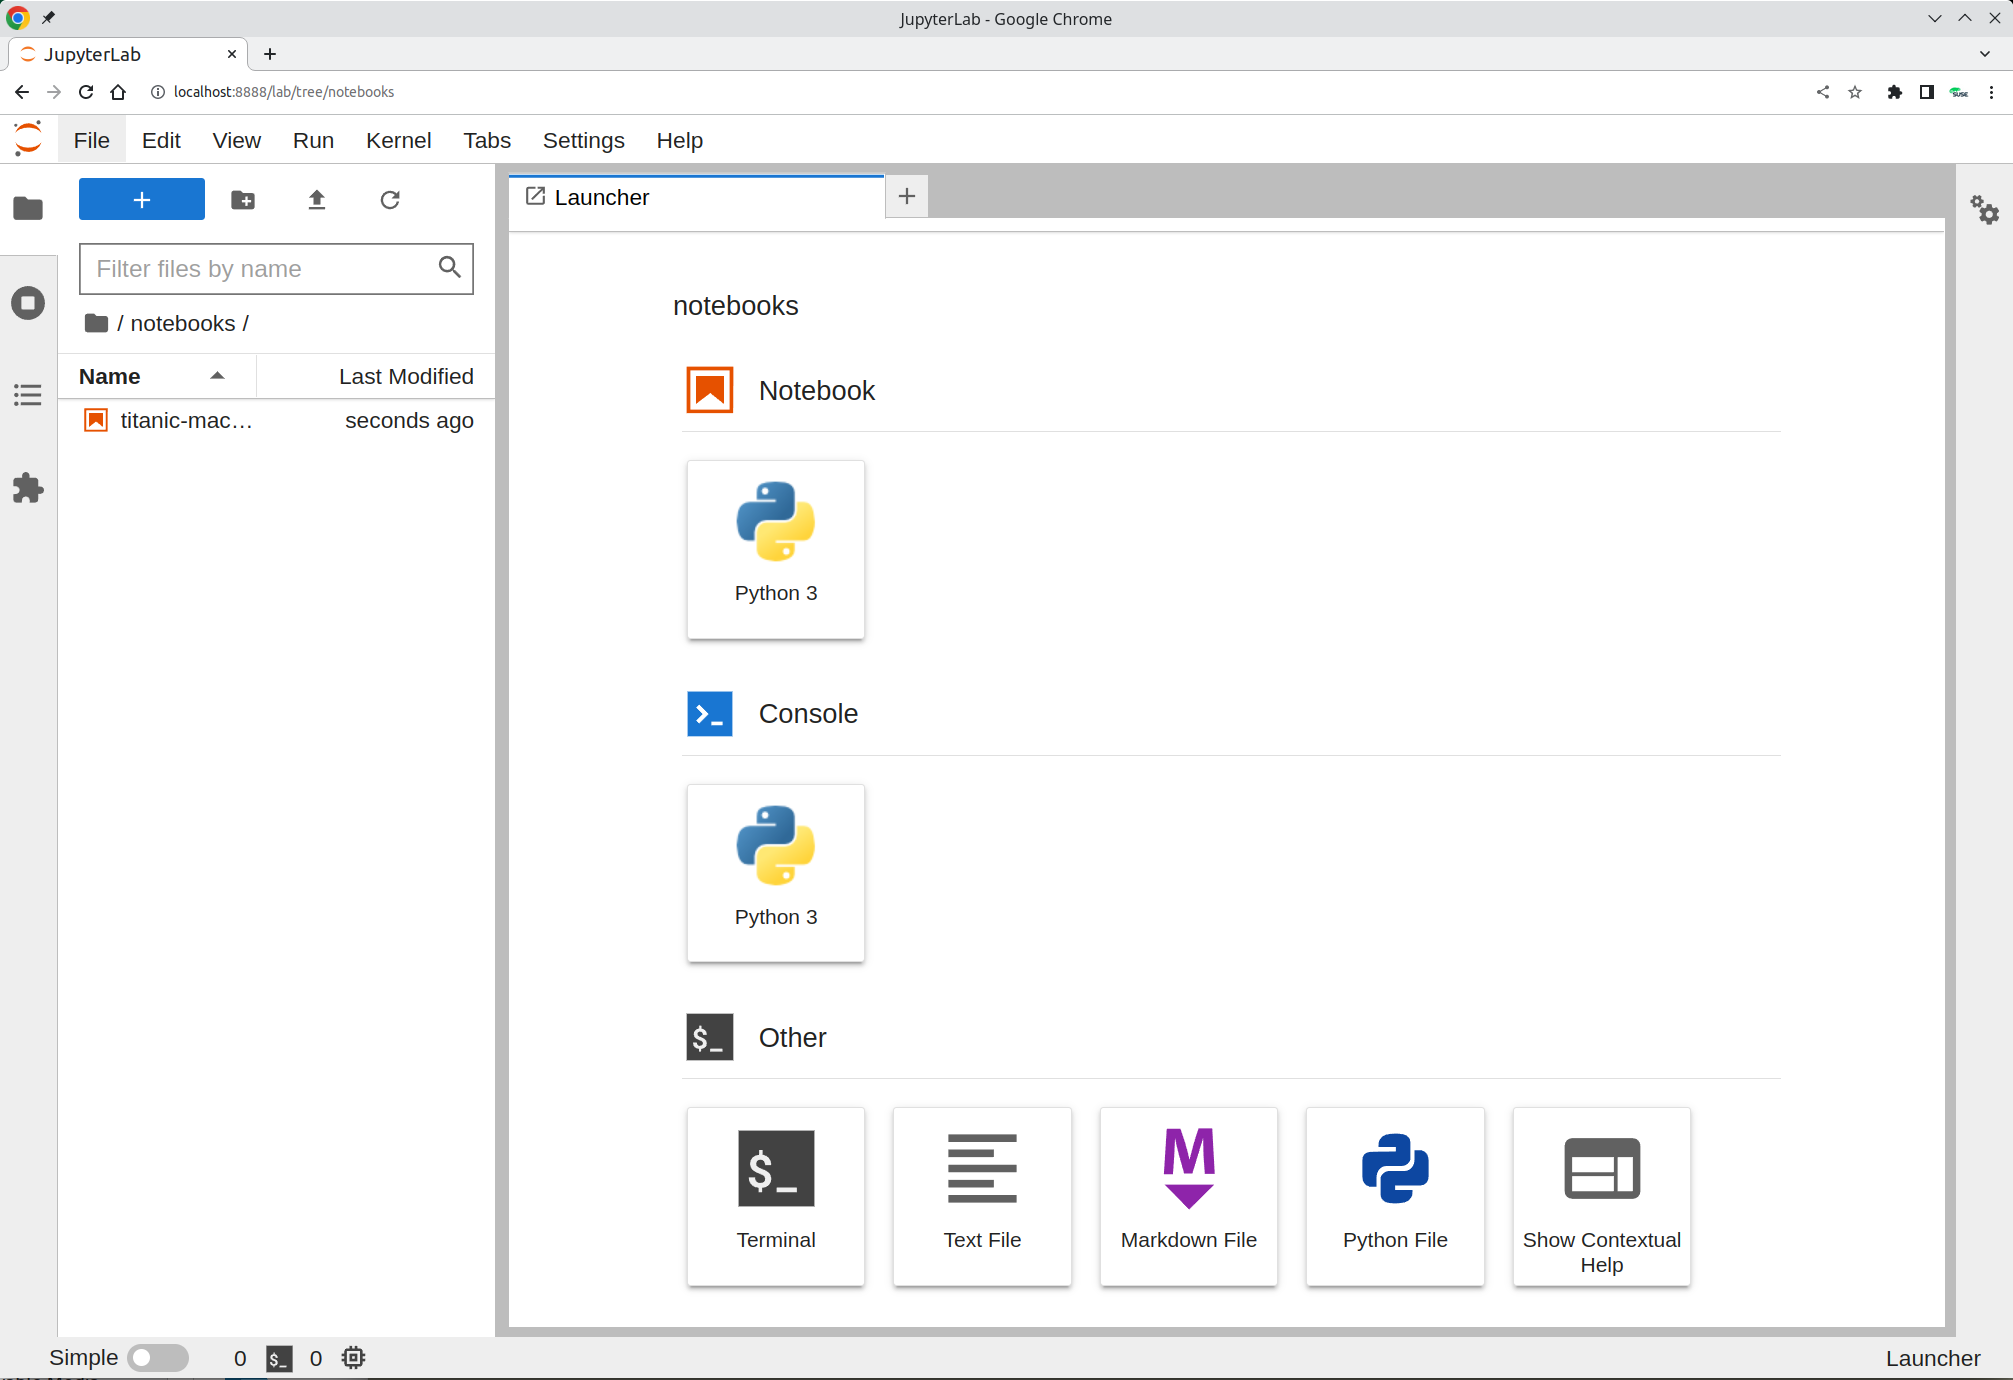 JupyterLab - Google Chrome
JupyterLab
localhost:8888/lab/tree/notebooks
SUSE
File Edit View Run Kernel Tabs Settings Help
Launcher
Filter files by name
/ notebooks /
Name Last Modified
titanic-mac… seconds ago
notebooks
Notebook
Python 3
Console
>_
Python 3
$_ Other
$_
Terminal
Text File
M
Markdown File
Python File
Show Contextual
Help
Simple 0 $_ 0 Launcher